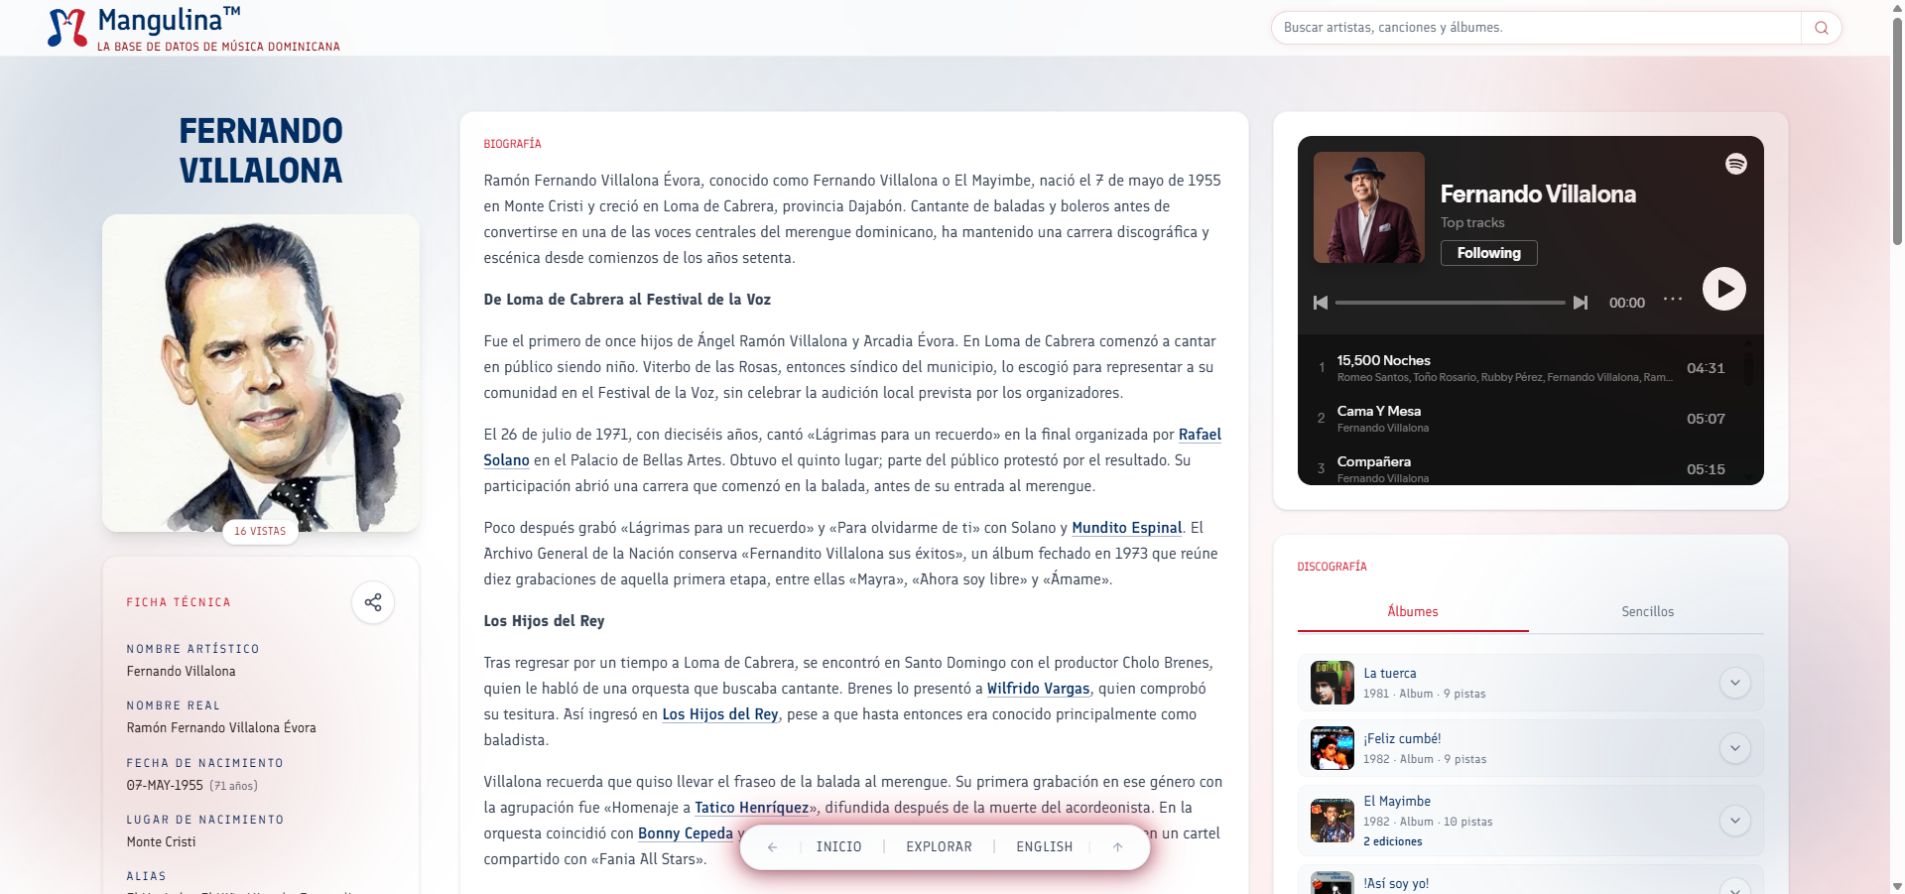 Mangulina™
LA BASE DE DATOS DE MÚSICA DOMINICANA
Buscar artistas, canciones y álbumes.
FERNANDO
VILLALONA
16 VISTAS
FICHA TÉCNICA
NOMBRE ARTÍSTICO
Fernando Villalona
NOMBRE REAL
Ramón Fernando Villalona Évora
FECHA DE NACIMIENTO
07-MAY-1955 (71 años)
LUGAR DE NACIMIENTO
Monte Cristi
ALIAS
BIOGRAFÍA
Ramón Fernando Villalona Évora, conocido como Fernando Villalona o El Mayimbe, nació el 7 de mayo de 1955
en Monte Cristi y creció en Loma de Cabrera, provincia Dajabón. Cantante de baladas y boleros antes de
convertirse en una de las voces centrales del merengue dominicano, ha mantenido una carrera discográfica y
escénica desde comienzos de los años setenta.
De Loma de Cabrera al Festival de la Voz
Fue el primero de once hijos de Ángel Ramón Villalona y Arcadia Évora. En Loma de Cabrera comenzó a cantar
en público siendo niño. Viterbo de las Rosas, entonces síndico del municipio, lo escogió para representar a su
comunidad en el Festival de la Voz, sin celebrar la audición local prevista por los organizadores.
El 26 de julio de 1971, con dieciséis años, cantó «Lágrimas para un recuerdo» en la final organizada por Rafael
Solano en el Palacio de Bellas Artes. Obtuvo el quinto lugar; parte del público protestó por el resultado. Su
participación abrió una carrera que comenzó en la balada, antes de su entrada al merengue.
Poco después grabó «Lágrimas para un recuerdo» y «Para olvidarme de ti» con Solano y Mundito Espinal. El
Archivo General de la Nación conserva «Fernandito Villalona sus éxitos», un álbum fechado en 1973 que reúne
diez grabaciones de aquella primera etapa, entre ellas «Mayra», «Ahora soy libre» y «Ámame».
Los Hijos del Rey
Tras regresar por un tiempo a Loma de Cabrera, se encontró en Santo Domingo con el productor Cholo Brenes,
quien le habló de una orquesta que buscaba cantante. Brenes lo presentó a Wilfrido Vargas, quien comprobó
su tesitura. Así ingresó en Los Hijos del Rey, pese a que hasta entonces era conocido principalmente como
baladista.
Villalona recuerda que quiso llevar el fraseo de la balada al merengue. Su primera grabación en ese género con
la agrupación fue «Homenaje a Tatico Henríquez», difundida después de la muerte del acordeonista. En la
orquesta coincidió con Bonny Cepeda y en un cartel
compartido con «Fania All Stars».
← INICIO | EXPLORAR | ENGLISH ↑
Fernando Villalona
Top tracks
Following
00:00
1 15,500 Noches 04:31
Romeo Santos, Toño Rosario, Rubby Pérez, Fernando Villalona, Ram...
2 Cama Y Mesa 05:07
Fernando Villalona
3 Compañera 05:15
Fernando Villalona
DISCOGRAFÍA
Álbumes Sencillos
La tuerca
1981 · Album · 9 pistas
¡Feliz cumbé!
1982 · Album · 9 pistas
El Mayimbe
1982 · Album · 10 pistas
2 ediciones
!Así soy yo!